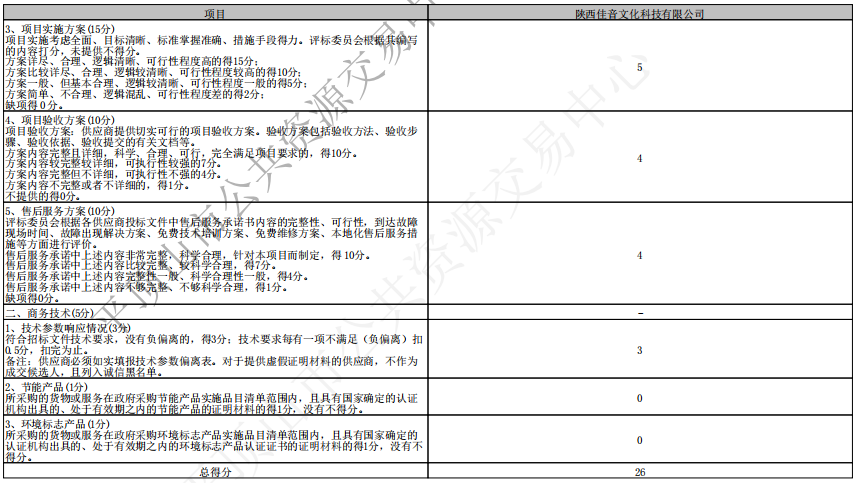 项目 陕西佳音文化科技有限公司
3、项目实施方案(15分)
项目实施考虑全面、目标清晰、标准掌握准确、措施手段得力。评标委员会根据其编写
的内容打分，未提供不得分。
方案详尽、合理、逻辑清晰、可行性程度高的得15分；
方案比较详尽、合理、逻辑较清晰、可行性程度较高的得10分；
方案一般、但基本合理、逻辑较清晰、可行性程度一般的得5分；
方案简单、不合理、逻辑混乱、可行性程度差的得2分；
缺项得０分。
5
4、项目验收方案(10分)
项目验收方案：供应商提供切实可行的项目验收方案。验收方案包括验收方法、验收步
骤、验收依据、验收提交的有关文档等。
方案内容完整且详细，科学、合理、可行，完全满足项目要求的，得10分。
方案内容较完整较详细，可执行性较强的7分。
方案内容完整但不详细，可执行性不强的4分。
方案内容不完整或者不详细的，得1分。
不提供的得0分。
4
5、售后服务方案(10分)
评标委员会根据各供应商投标文件中售后服务承诺书内容的完整性、可行性，到达故障
现场时间、故障出现解决方案、免费技术培训方案、免费维修方案、本地化售后服务措
施等方面进行评价。
售后服务承诺中上述内容非常完整，科学合理，针对本项目而制定，得 10分。
售后服务承诺中上述内容比较完整、较科学合理，得7分。
售后服务承诺中上述内容完整性一般、科学合理性一般，得4分。
售后服务承诺中上述内容不够完整、不够科学合理，得1分。
缺项得0分。
4
二、商务技术(5分) -
1、技术参数响应情况(3分)
符合招标文件技术要求，没有负偏离的，得3分；技术要求每有一项不满足（负偏离）扣
0.5分，扣完为止。
备注：供应商必须如实填报技术参数偏离表。对于提供虚假证明材料的供应商，不作为
成交候选人，且列入诚信黑名单。
3
2、节能产品(1分)
所采购的货物或服务在政府采购节能产品实施品目清单范围内，且具有国家确定的认证
机构出具的、处于有效期之内的节能产品的证明材料的得1分，没有不得分。
0
3、环境标志产品(1分)
所采购的货物或服务在政府采购环境标志产品实施品目清单范围内，且具有国家确定的
认证机构出具的、处于有效期之内的环境标志产品认证证书的证明材料的得1分，没有不
得分。
0
总得分 26
平顶山市公共资源交易中心
平顶山市公共资源交易中心